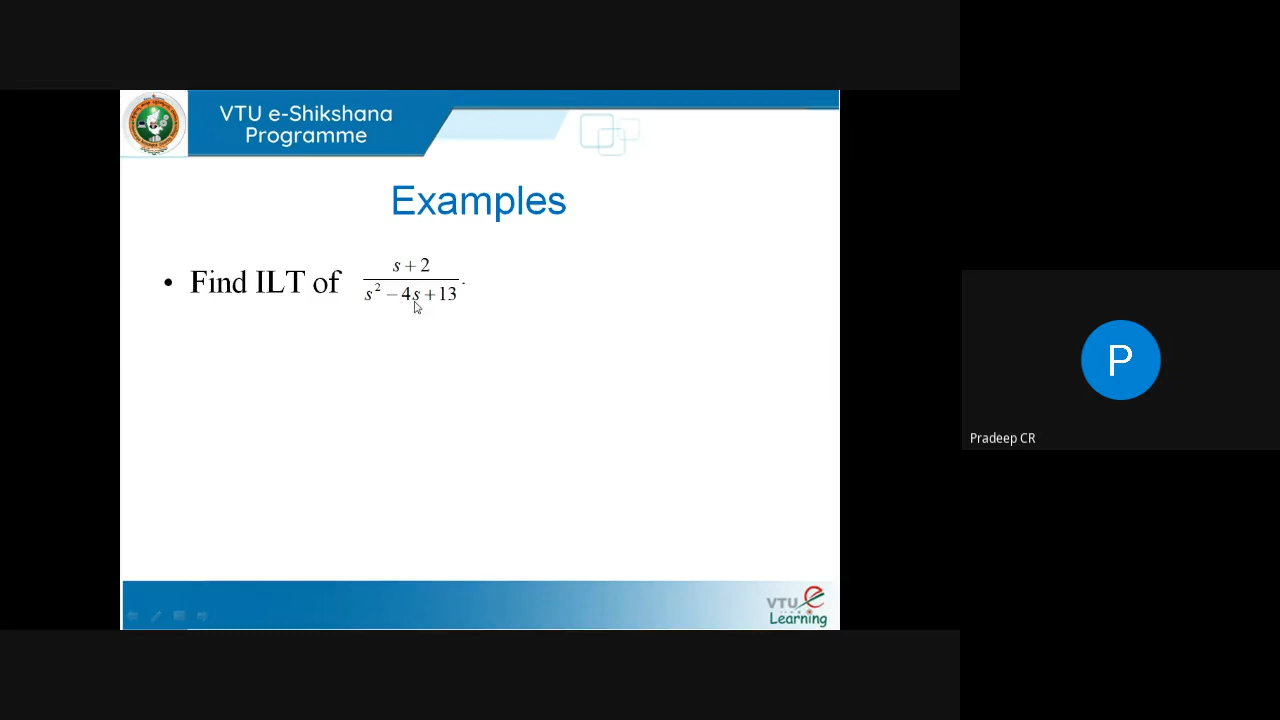 VTU e-Shikshana
Programme
Examples
• Find ILT of s + 2 / s² − 4s + 13 .
P
Pradeep CR
VTU e
Learning